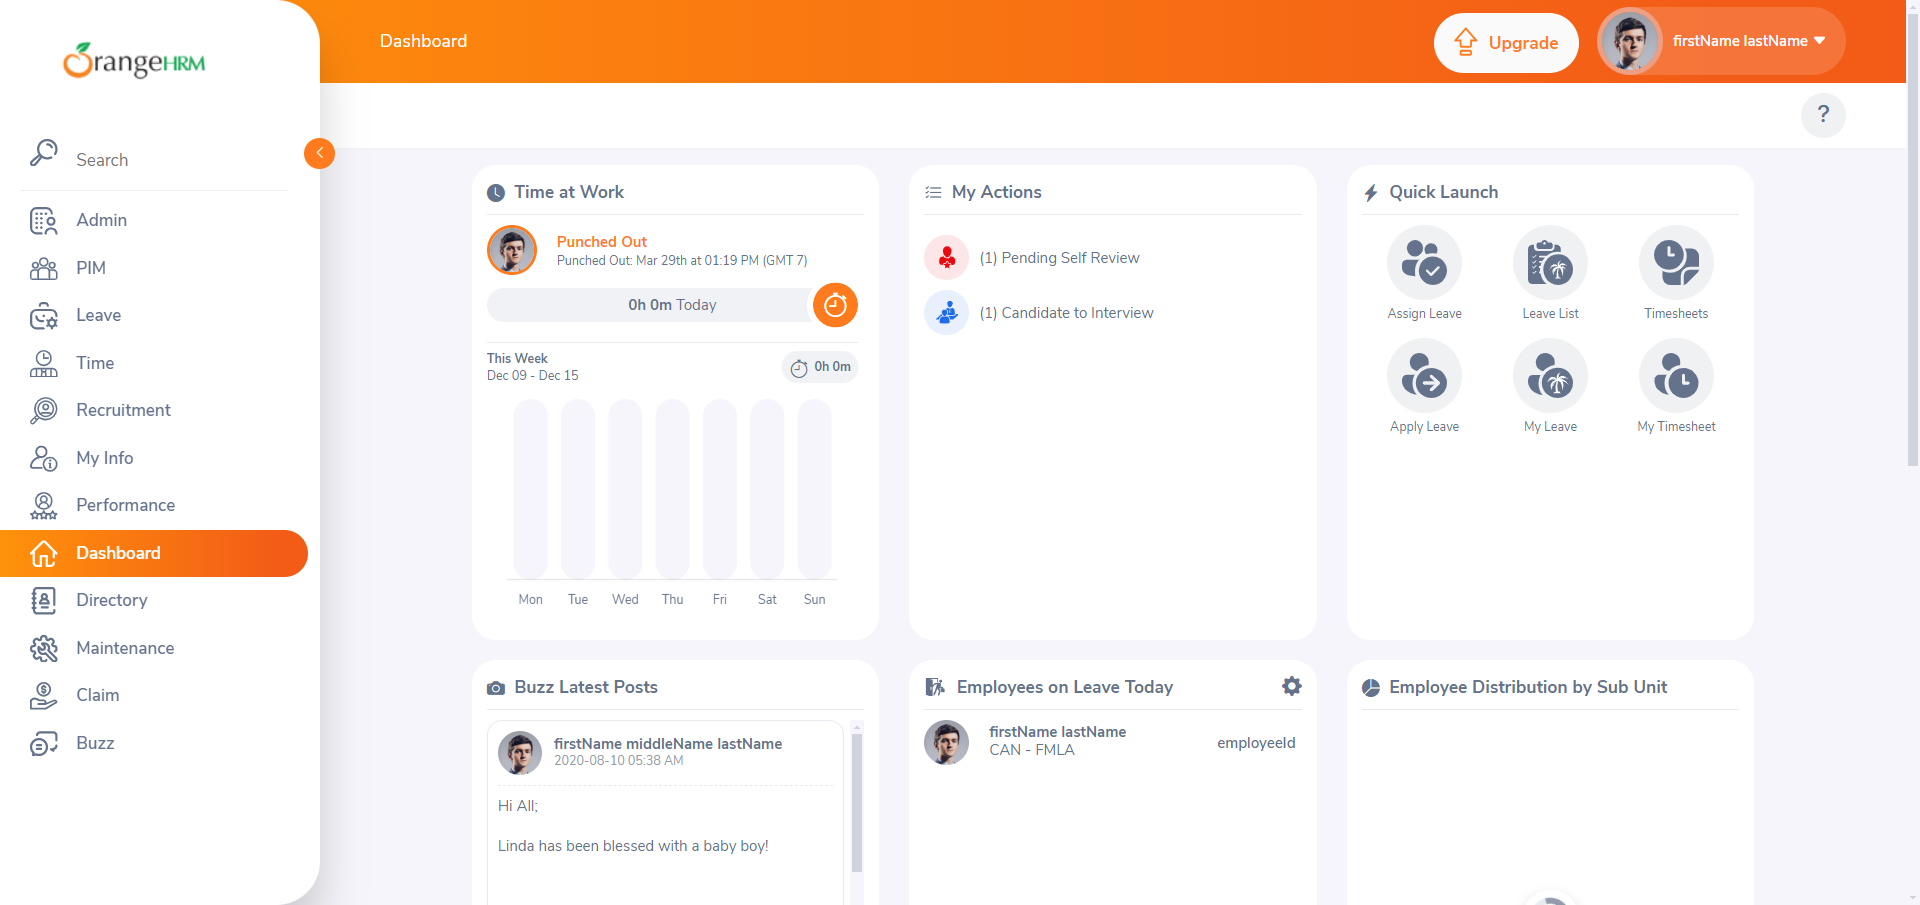 OrangeHRM
Search
Admin
PIM
Leave
Time
Recruitment
My Info
Performance
Dashboard
Directory
Maintenance
Claim
Buzz
Dashboard
Upgrade
firstName lastName
?
Time at Work
Punched Out
Punched Out: Mar 29th at 01:19 PM (GMT 7)
0h 0m Today
This Week
Dec 09 - Dec 15
0h 0m
Mon Tue Wed Thu Fri Sat Sun
My Actions
(1) Pending Self Review
(1) Candidate to Interview
Quick Launch
Assign Leave
Leave List
Timesheets
Apply Leave
My Leave
My Timesheet
Buzz Latest Posts
firstName middleName lastName
2020-08-10 05:38 AM
Hi All;
Linda has been blessed with a baby boy!
Employees on Leave Today
firstName lastName
CAN - FMLA
employeeId
Employee Distribution by Sub Unit